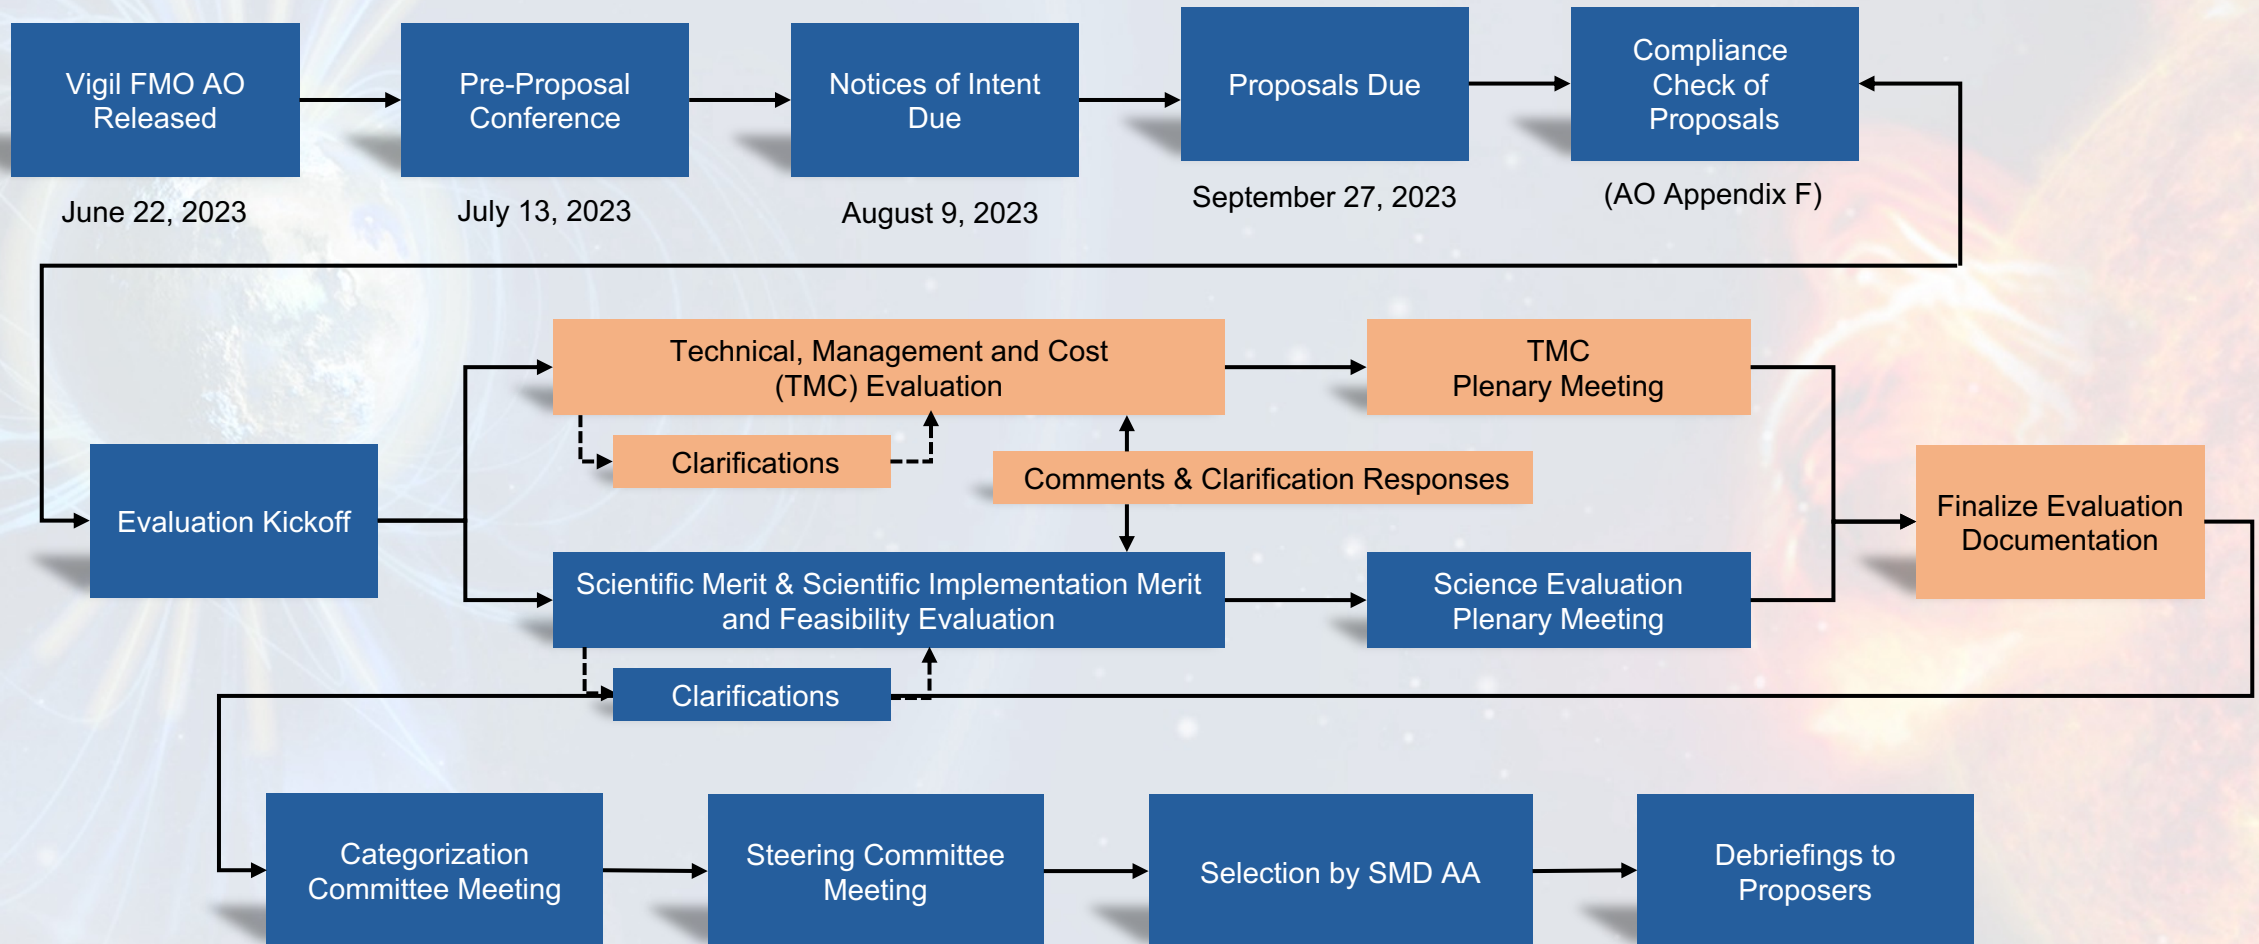 Vigil FMO AO
Released
June 22, 2023
Pre-Proposal
Conference
July 13, 2023
Notices of Intent
Due
August 9, 2023
Proposals Due
September 27, 2023
Compliance
Check of
Proposals
(AO Appendix F)
Evaluation Kickoff
Technical, Management and Cost
(TMC) Evaluation
Clarifications
TMC
Plenary Meeting
Comments & Clarification Responses
Scientific Merit & Scientific Implementation Merit
and Feasibility Evaluation
Clarifications
Science Evaluation
Plenary Meeting
Finalize Evaluation
Documentation
Categorization
Committee Meeting
Steering Committee
Meeting
Selection by SMD AA
Debriefings to
Proposers